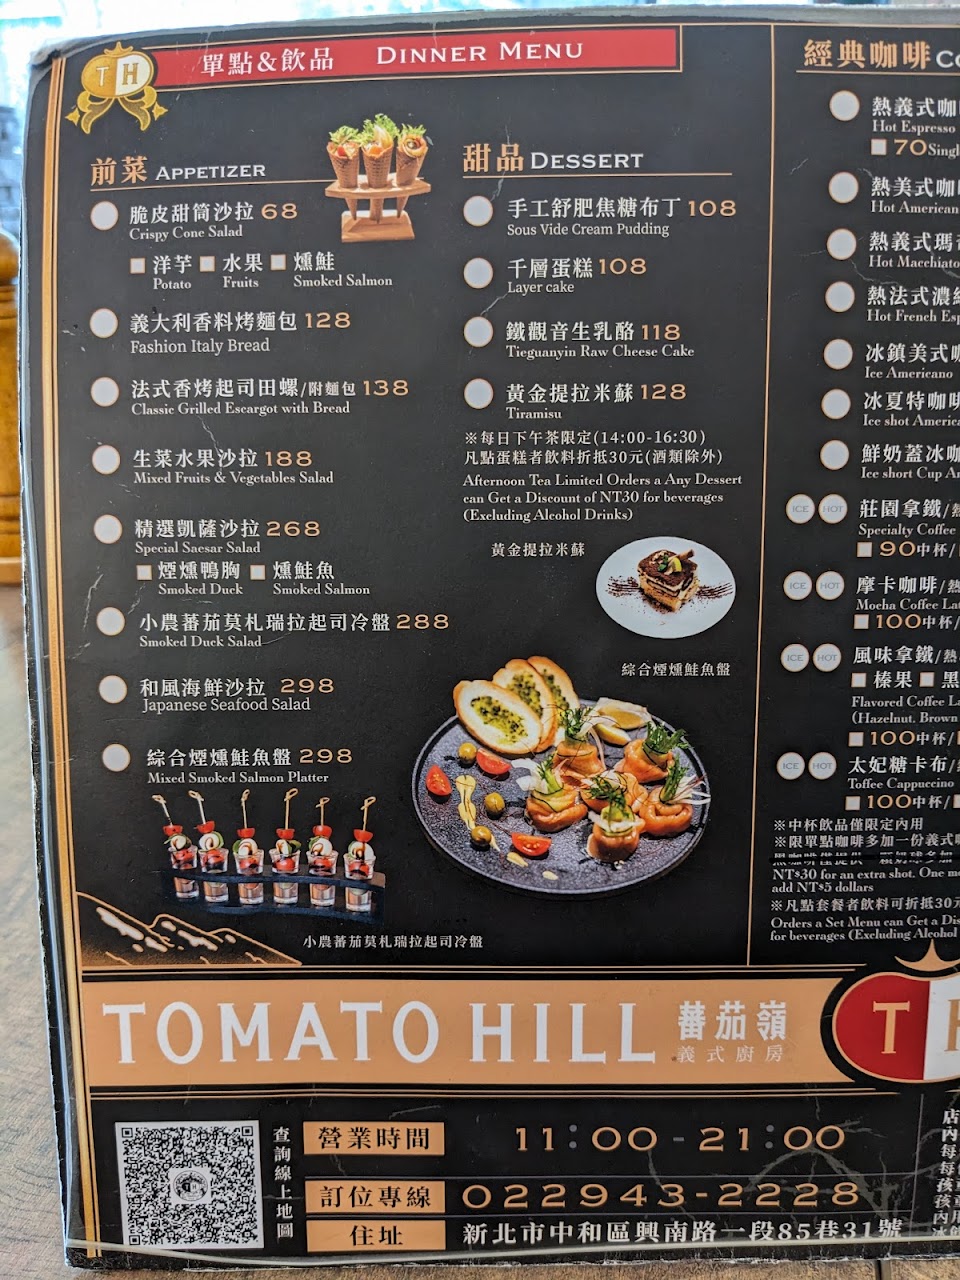 TH
單點&飲品 DINNER MENU
前菜 APPETIZER
脆皮甜筒沙拉 68
Crispy Cone Salad
洋芋 水果 燻鮭
Potato Fruits Smoked Salmon
義大利香料烤麵包 128
Fashion Italy Bread
法式香烤起司田螺/附麵包 138
Classic Grilled Escargot with Bread
生菜水果沙拉 188
Mixed Fruits & Vegetables Salad
精選凱薩沙拉 268
Special Saesar Salad
煙燻鴨胸 燻鮭魚
Smoked Duck Smoked Salmon
小農蕃茄莫札瑞拉起司冷盤 288
Smoked Duck Salad
和風海鮮沙拉 298
Japanese Seafood Salad
綜合煙燻鮭魚盤 298
Mixed Smoked Salmon Platter
小農蕃茄莫札瑞拉起司冷盤
甜品 DESSERT
手工舒肥焦糖布丁 108
Sous Vide Cream Pudding
千層蛋糕 108
Layer cake
鐵觀音生乳酪 118
Tieguanyin Raw Cheese Cake
黃金提拉米蘇 128
Tiramisu
※每日下午茶限定(14:00-16:30)
凡點蛋糕者飲料折抵30元(酒類除外)
Afternoon Tea Limited Orders a Any Dessert
can Get a Discount of NT30 for beverages
(Excluding Alcohol Drinks)
黃金提拉米蘇
綜合煙燻鮭魚盤
經典咖啡 Co
熱義式咖
Hot Espresso
70 Singl
熱美式咖
Hot American
熱義式瑪
Hot Macchiato
熱法式濃
Hot French Esp
冰鎮美式咖
Ice Americano
冰夏特咖啡
Ice shot America
鮮奶蓋冰咖
Ice short Cup Am
ICE HOT 莊園拿鐵/熱
Specialty Coffee
90中杯/
ICE HOT 摩卡咖啡/熱
Mocha Coffee Lat
100中杯/
ICE HOT 風味拿鐵/熱
榛果 黑
Flavored Coffee La
(Hazelnut. Brown
100中杯/
ICE HOT 太妃糖卡布/
Toffee Cappuccino
100中杯/
※中杯飲品僅限定內用
※限單點咖啡多加一份義式
NT$30 for an extra shot. One mo
add NT$5 dollars
※凡點套餐者飲料可折抵30元
Orders a Set Menu can Get a Dis
for beverages (Excluding Alcohol
TOMATO HILL 蕃茄嶺
義式廚房
T
查詢線上地圖
營業時間 11:00-21:00
訂位專線 022943-2228
住址 新北市中和區興南路一段85巷31號